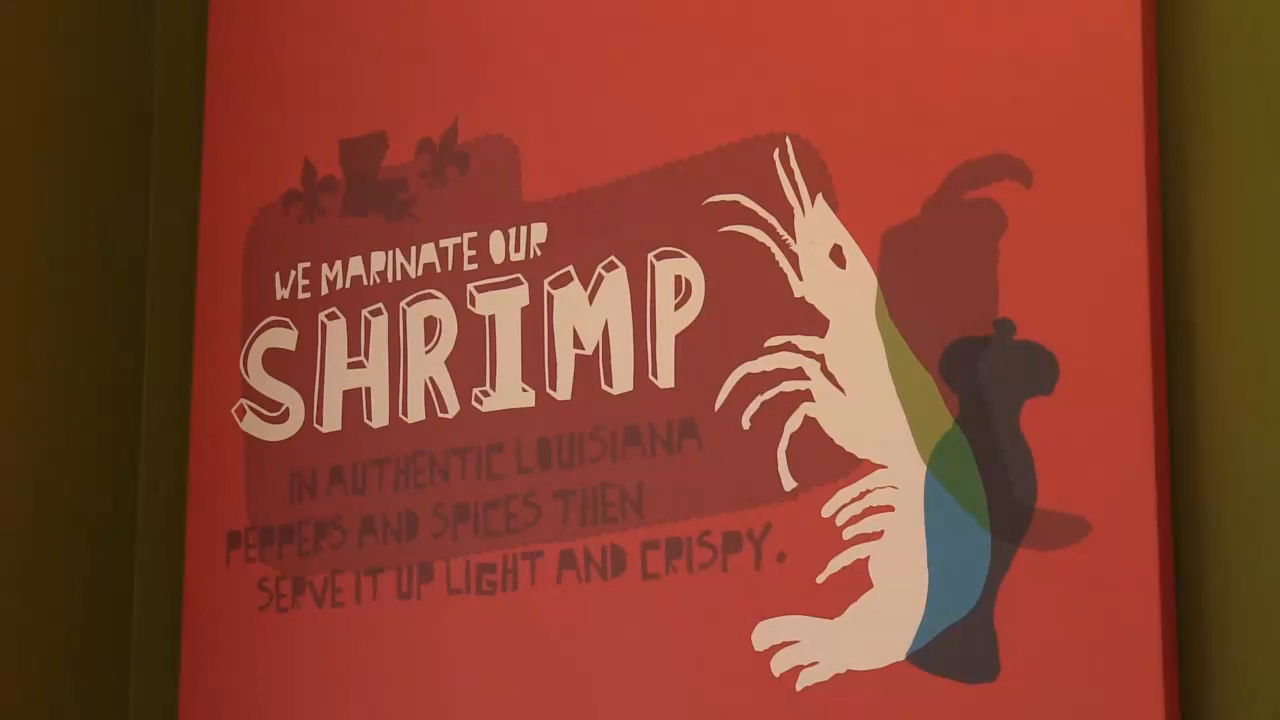 WE MARINATE OUR
SHRIMP
IN AUTHENTIC LOUISIANA
PEPPERS AND SPICES THEN
SERVE IT UP LIGHT AND CRISPY.